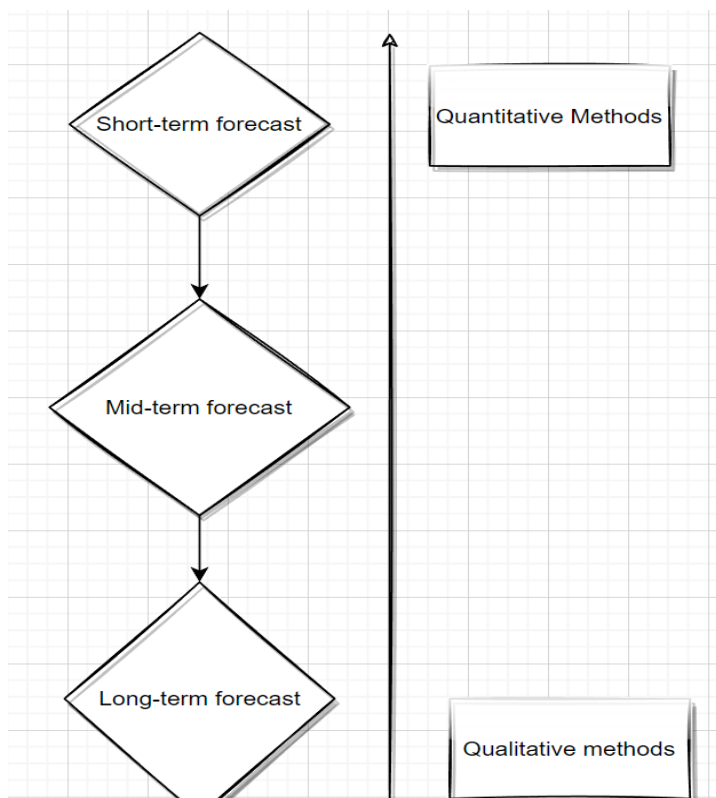 Short-term forecast
Quantitative Methods
Mid-term forecast
Long-term forecast
Qualitative methods